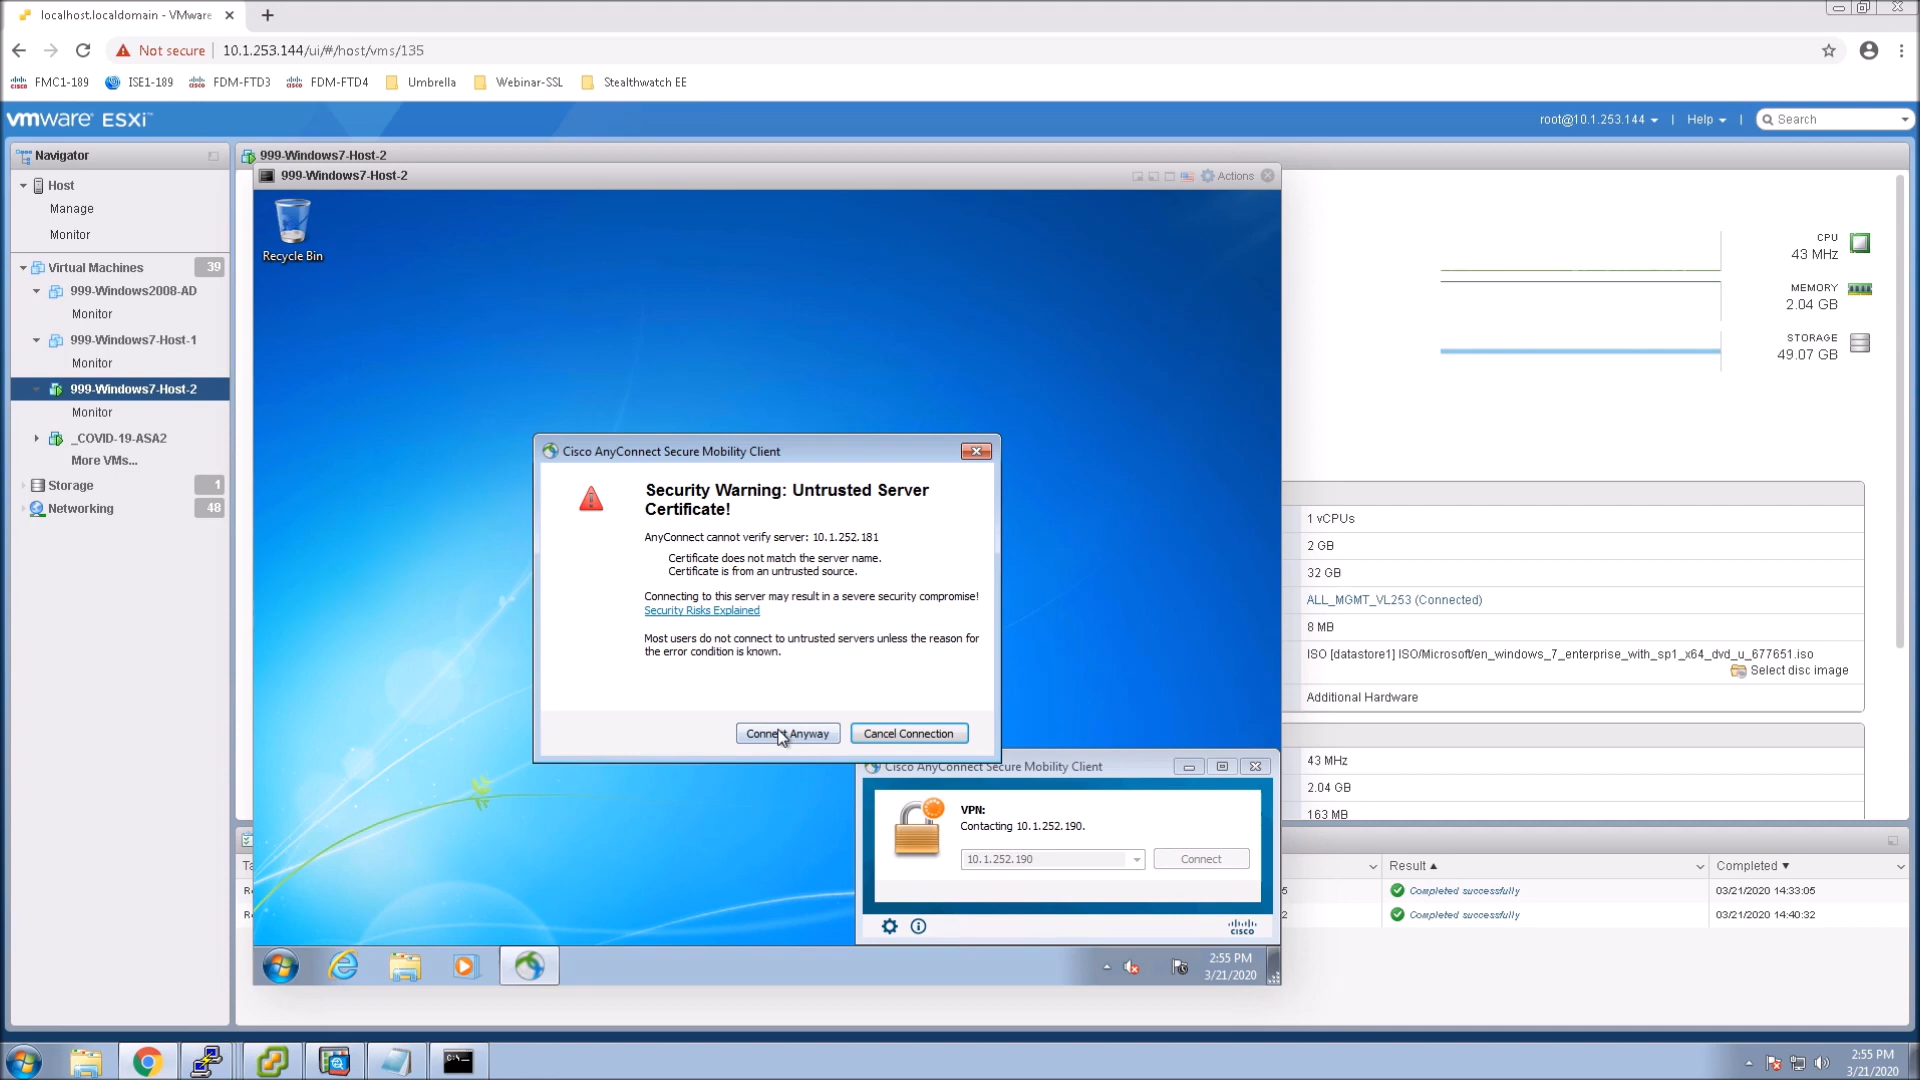 localhost.localdomain - VMware
Not secure
10.1.253.144/ui/#/host/vms/135
FMC1-189
ISE1-189
FDM-FTD3
FDM-FTD4
Umbrella
Webinar-SSL
Stealthwatch EE
vmware ESXi
root@10.1.253.144
|
Help
|
Search
Navigator
Host
Manage
Monitor
Virtual Machines
39
999-Windows2008-AD
Monitor
999-Windows7-Host-1
Monitor
999-Windows7-Host-2
Monitor
_COVID-19-ASA2
More VMs...
Storage
1
Networking
48
999-Windows7-Host-2
999-Windows7-Host-2
Actions
Recycle Bin
Cisco AnyConnect Secure Mobility Client
Security Warning: Untrusted Server
Certificate!
AnyConnect cannot verify server: 10.1.252.181
Certificate does not match the server name.
Certificate is from an untrusted source.
Connecting to this server may result in a severe security compromise!
Security Risks Explained
Most users do not connect to untrusted servers unless the reason for
the error condition is known.
Connect Anyway
Cancel Connection
Cisco AnyConnect Secure Mobility Client
VPN:
Contacting 10.1.252.190.
10.1.252.190
Connect
cisco
2:55 PM
3/21/2020
CPU
43 MHz
MEMORY
2.04 GB
STORAGE
49.07 GB
1 vCPUs
2 GB
32 GB
ALL_MGMT_VL253 (Connected)
8 MB
ISO [datastore1] ISO/Microsoft/en_windows_7_enterprise_with_sp1_x64_dvd_u_677651.iso
Select disc image
Additional Hardware
43 MHz
2.04 GB
163 MB
Result
Completed
Completed successfully
03/21/2020 14:33:05
Completed successfully
03/21/2020 14:40:32
2:55 PM
3/21/2020